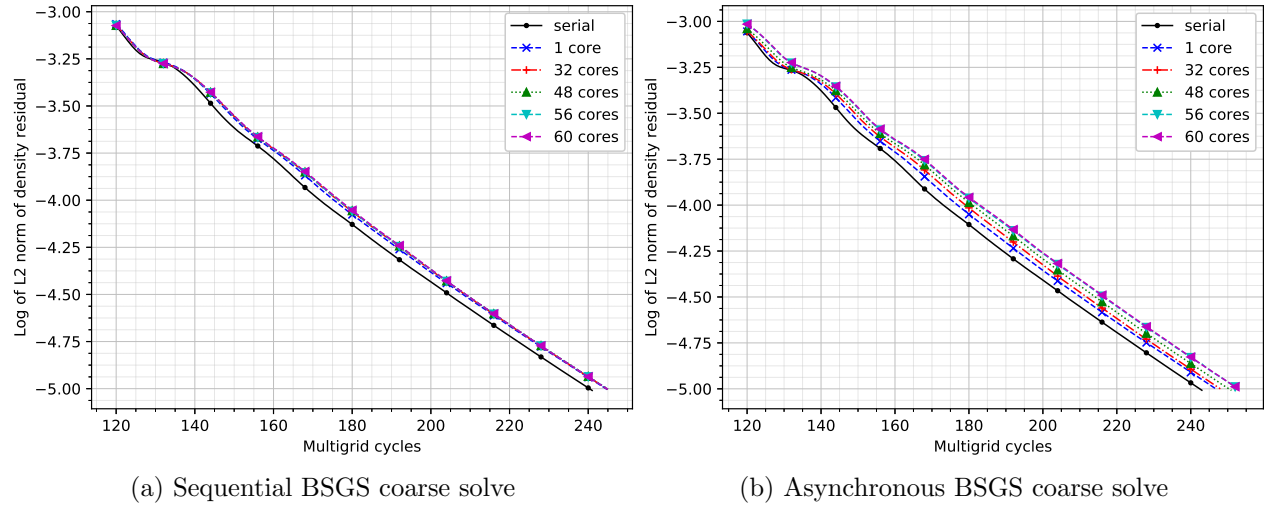 −3.00
−3.25
−3.50
−3.75
−4.00
−4.25
−4.50
−4.75
−5.00
Log of L2 norm of density residual
120 140 160 180 200 220 240
Multigrid cycles
serial
1 core
32 cores
48 cores
56 cores
60 cores
(a) Sequential BSGS coarse solve
−3.00
−3.25
−3.50
−3.75
−4.00
−4.25
−4.50
−4.75
−5.00
Log of L2 norm of density residual
120 140 160 180 200 220 240
Multigrid cycles
serial
1 core
32 cores
48 cores
56 cores
60 cores
(b) Asynchronous BSGS coarse solve